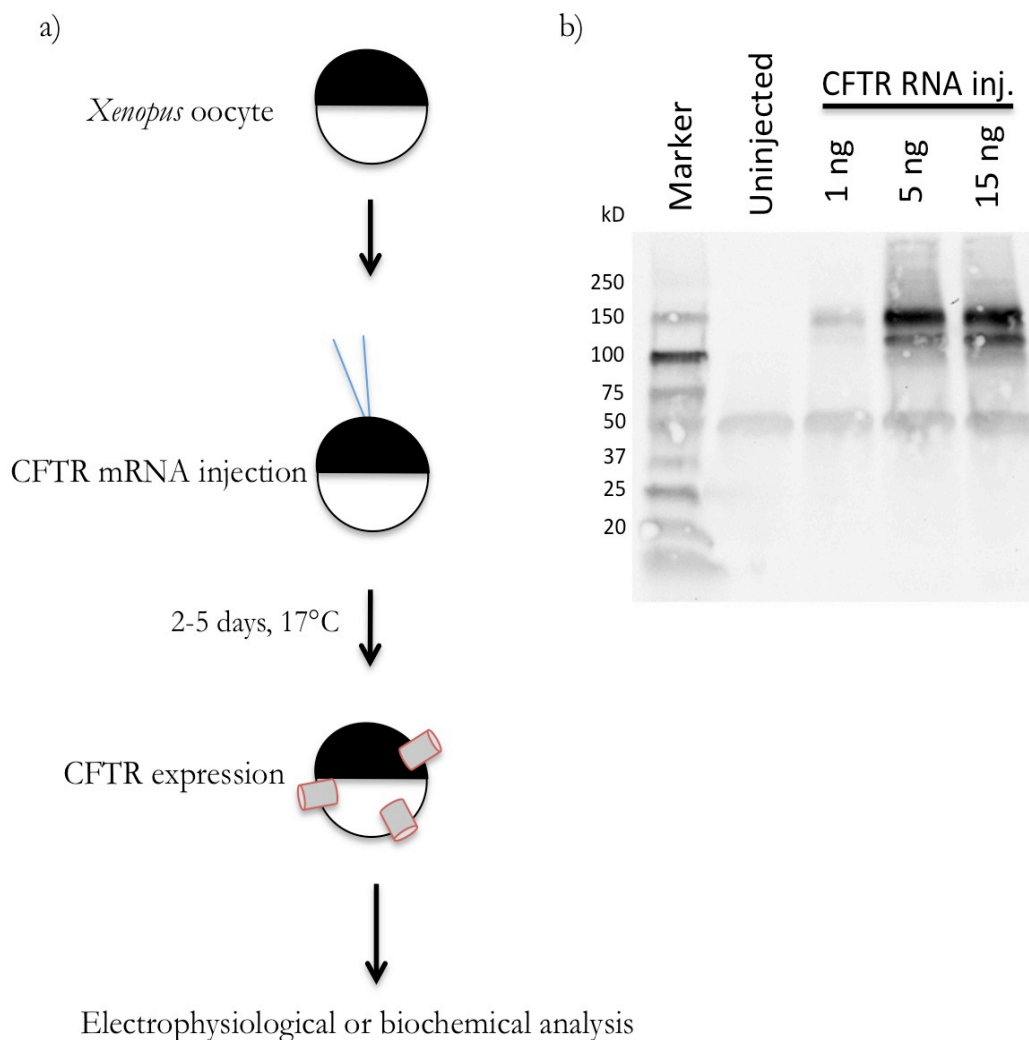 a)
Xenopus oocyte
CFTR mRNA injection
2-5 days, 17°C
CFTR expression
Electrophysiological or biochemical analysis
b)
CFTR RNA inj.
Marker
Uninjected
1 ng
5 ng
15 ng
kD
250
150
100
75
50
37
25
20